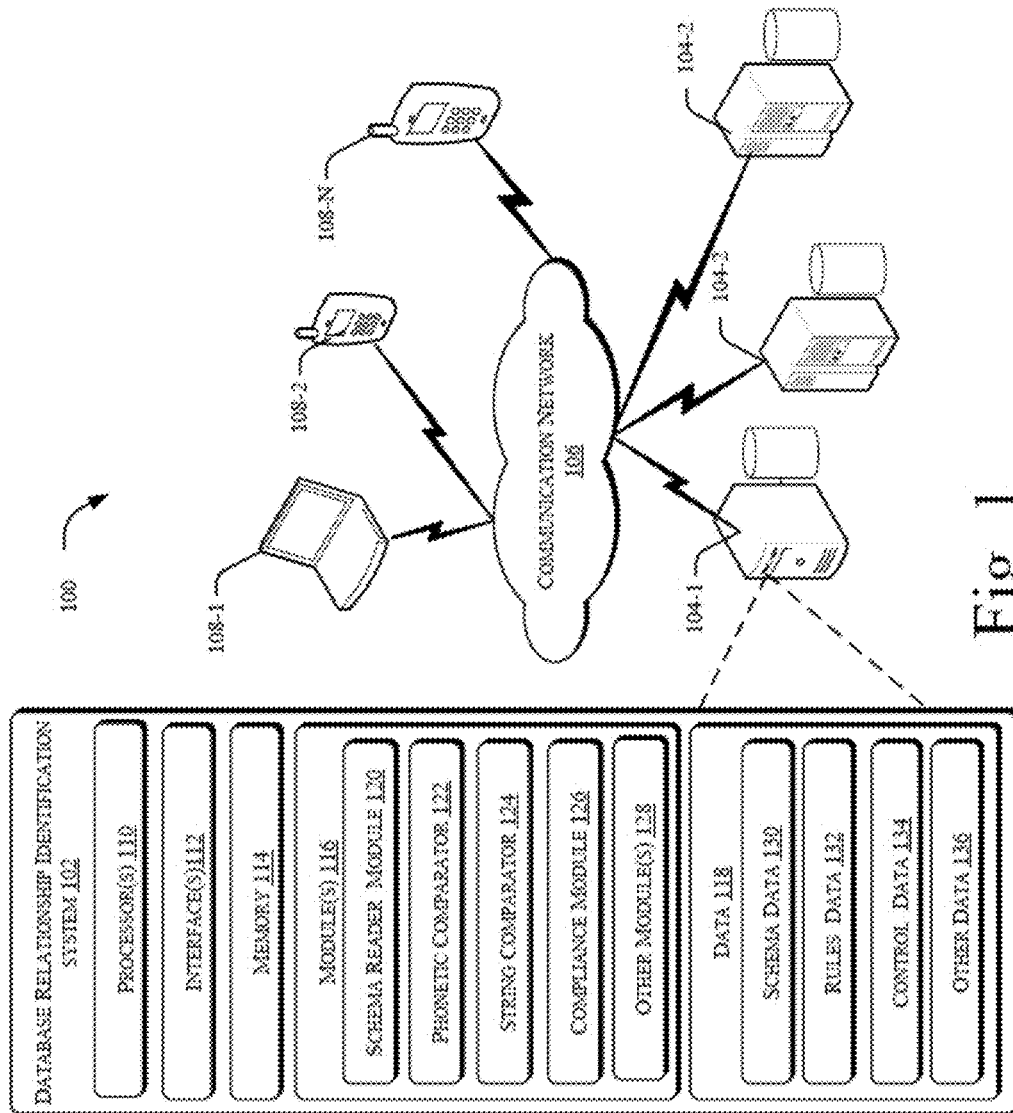 100
108-1
108-2
108-N
COMMUNICATION NETWORK
106
104-1
104-2
104-2
DATABASE RELATIONSHIP IDENTIFICATION
SYSTEM 102
PROCESSOR(S) 110
INTERFACE(S)112
MEMORY 114
MODULE(S) 116
SCHEMA READER MODULE 120
PHONETIC COMPARATOR 122
STRING COMPARATOR 124
COMPLIANCE MODULE 126
OTHER MODULE(S) 128
DATA 118
SCHEMA DATA 130
RULES DATA 132
CONTROL DATA 134
OTHER DATA 136
Fig. 1